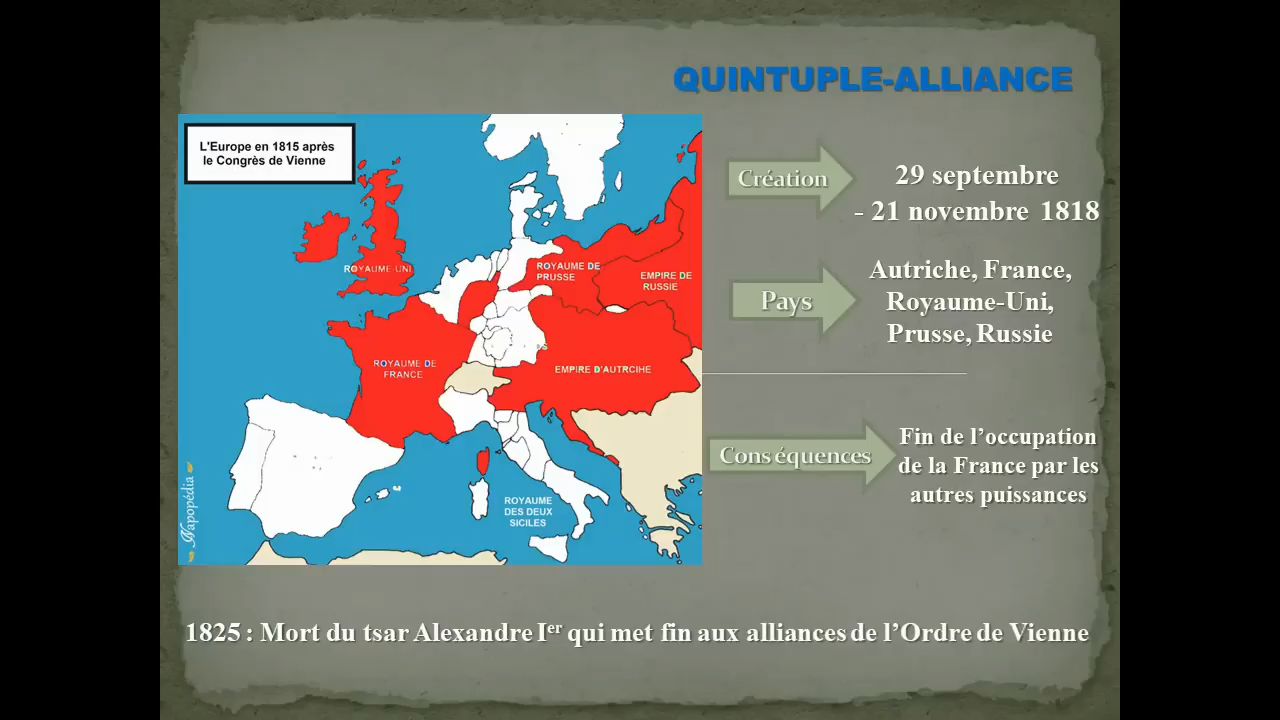 QUINTUPLE-ALLIANCE
L'Europe en 1815 après
le Congrès de Vienne
ROYAUME-UNI
ROYAUME DE
PRUSSE
EMPIRE DE
RUSSIE
ROYAUME DE
FRANCE
EMPIRE D'AUTRCIHE
ROYAUME
DES DEUX
SICILES
Napopédia
Création
29 septembre
- 21 novembre 1818
Pays
Autriche, France,
Royaume-Uni,
Prusse, Russie
Conséquences
Fin de l’occupation
de la France par les
autres puissances
1825 : Mort du tsar Alexandre Ier qui met fin aux alliances de l’Ordre de Vienne